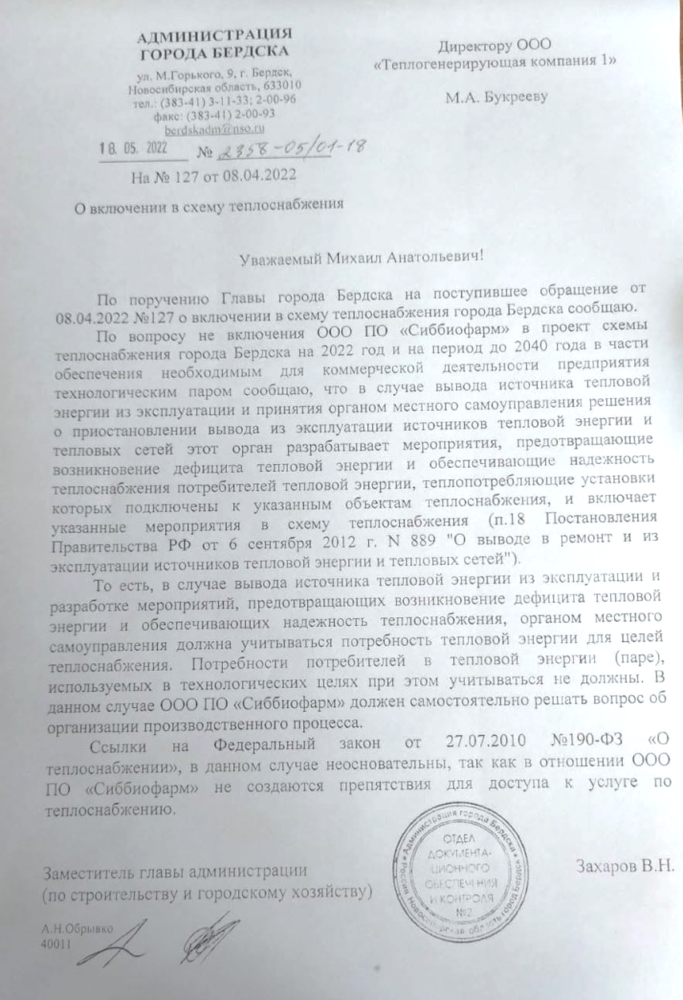 АДМИНИСТРАЦИЯ
ГОРОДА БЕРДСКА
ул. М.Горького, 9, г. Бердск,
Новосибирская область, 633010
тел.: (383-41) 3-11-33; 2-00-96
факс: (383-41) 2-00-93
berdskadm@nso.ru
18.05.2022 № 2358-05/01-18
На № 127 от 08.04.2022
О включении в схему теплоснабжения
Директору ООО
«Теплогенерирующая компания 1»
М.А. Букрееву
Уважаемый Михаил Анатольевич!
По поручению Главы города Бердска на поступившее обращение от
08.04.2022 №127 о включении в схему теплоснабжения города Бердска сообщаю.
По вопросу не включения ООО ПО «Сиббиофарм» в проект схемы
теплоснабжения города Бердска на 2022 год и на период до 2040 года в части
обеспечения необходимым для коммерческой деятельности предприятия
технологическим паром сообщаю, что в случае вывода источника тепловой
энергии из эксплуатации и принятия органом местного самоуправления решения
о приостановлении вывода из эксплуатации источников тепловой энергии и
тепловых сетей этот орган разрабатывает мероприятия, предотвращающие
возникновение дефицита тепловой энергии и обеспечивающие надежность
теплоснабжения потребителей тепловой энергии, теплопотребляющие установки
которых подключены к указанным объектам теплоснабжения, и включает
указанные мероприятия в схему теплоснабжения (п.18 Постановления
Правительства РФ от 6 сентября 2012 г. N 889 "О выводе в ремонт и из
эксплуатации источников тепловой энергии и тепловых сетей").
То есть, в случае вывода источника тепловой энергии из эксплуатации и
разработке мероприятий, предотвращающих возникновение дефицита тепловой
энергии и обеспечивающих надежность теплоснабжения, органом местного
самоуправления должна учитываться потребность тепловой энергии для целей
теплоснабжения. Потребности потребителей в тепловой энергии (паре),
используемых в технологических целях при этом учитываться не должны. В
данном случае ООО ПО «Сиббиофарм» должен самостоятельно решать вопрос об
организации производственного процесса.
Ссылки на Федеральный закон от 27.07.2010 №190-ФЗ «О
теплоснабжении», в данном случае неосновательны, так как в отношении ООО
ПО «Сиббиофарм» не создаются препятствия для доступа к услуге по
теплоснабжению.
Заместитель главы администрации
(по строительству и городскому хозяйству)
Захаров В.Н.
Администрация города Бердска
Россия Новосибирская область город Бердск
ОТДЕЛ
ДОКУМЕНТА-
ЦИОННОГО
ОБЕСПЕЧЕНИЯ
И КОНТРОЛЯ
№2
А.Н.Обрывко
40011